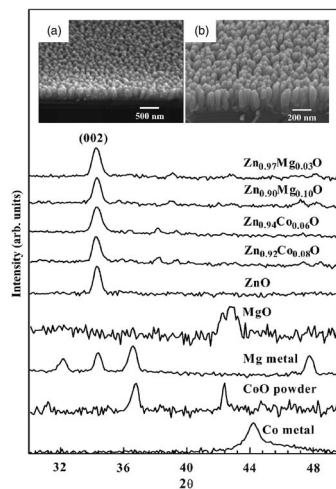 (a)
(b)
500 nm
200 nm
(002)
Zn0.97Mg0.03O
Zn0.90Mg0.10O
Zn0.94Co0.06O
Zn0.92Co0.08O
ZnO
MgO
Mg metal
CoO powder
Co metal
Intensity (arb. units)
32 36 40 44 48
2θ